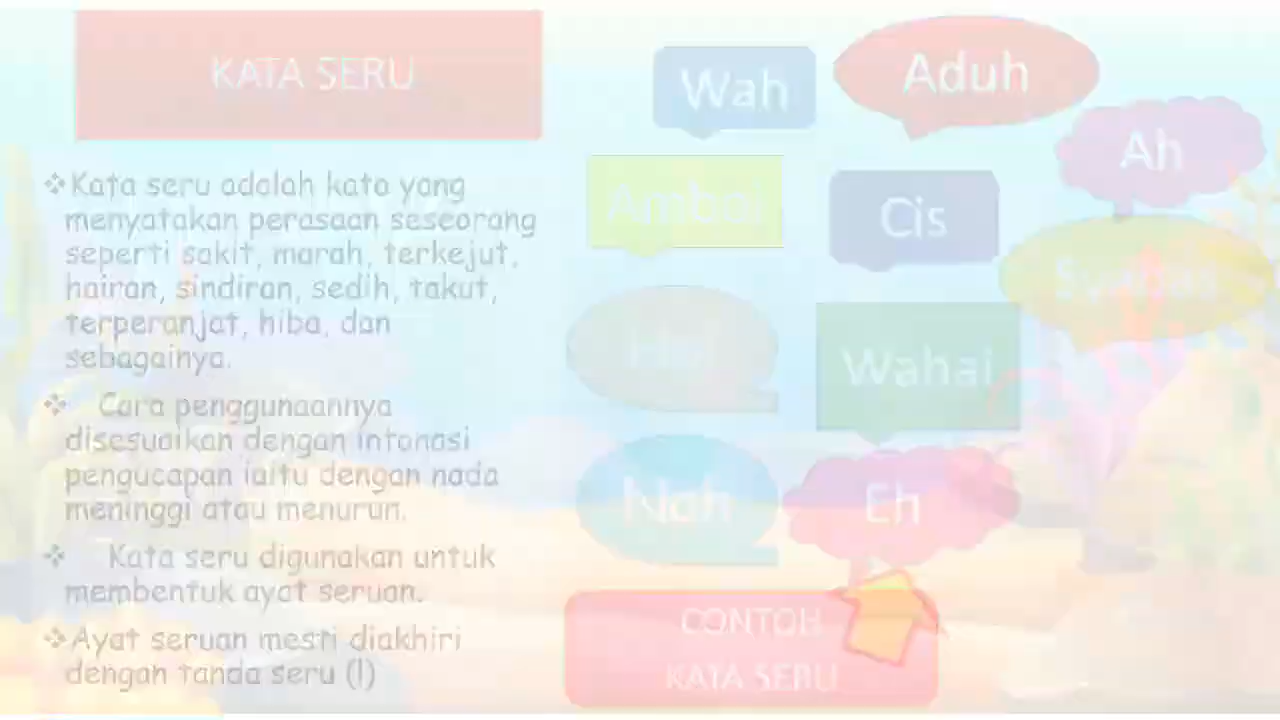 KATA SERU
❖Kata seru adalah kata yang
menyatakan perasaan seseorang
seperti sakit, marah, terkejut,
hairan, sindiran, sedih, takut,
terperanjat, hiba, dan
sebagainya.
❖ Cara penggunaannya
disesuaikan dengan intonasi
pengucapan iaitu dengan nada
meninggi atau menurun.
❖ Kata seru digunakan untuk
membentuk ayat seruan.
❖Ayat seruan mesti diakhiri
dengan tanda seru (!)
Wah
Aduh
Ah
Ambai
Cis
Wahai
Nah
Eh
CONTOH
KATA SERU